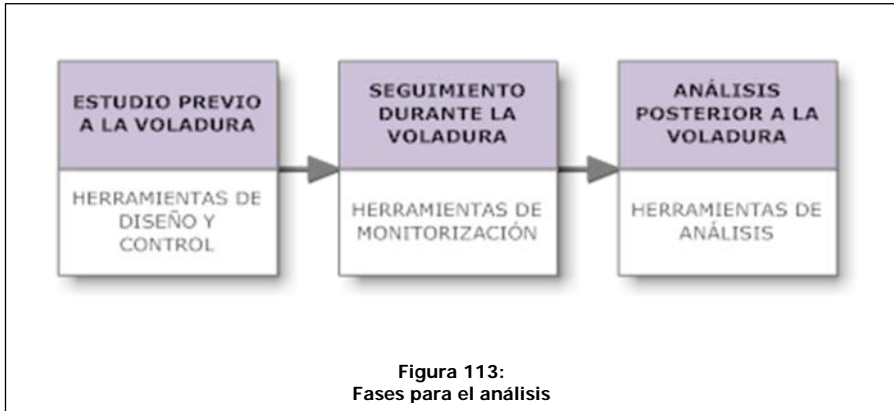 ESTUDIO PREVIO
A LA VOLADURA
HERRAMIENTAS DE
DISEÑO Y
CONTROL
SEGUIMIENTO
DURANTE LA
VOLADURA
HERRAMIENTAS DE
MONITORIZACIÓN
ANÁLISIS
POSTERIOR A LA
VOLADURA
HERRAMIENTAS DE
ANÁLISIS
Figura 113:
Fases para el análisis